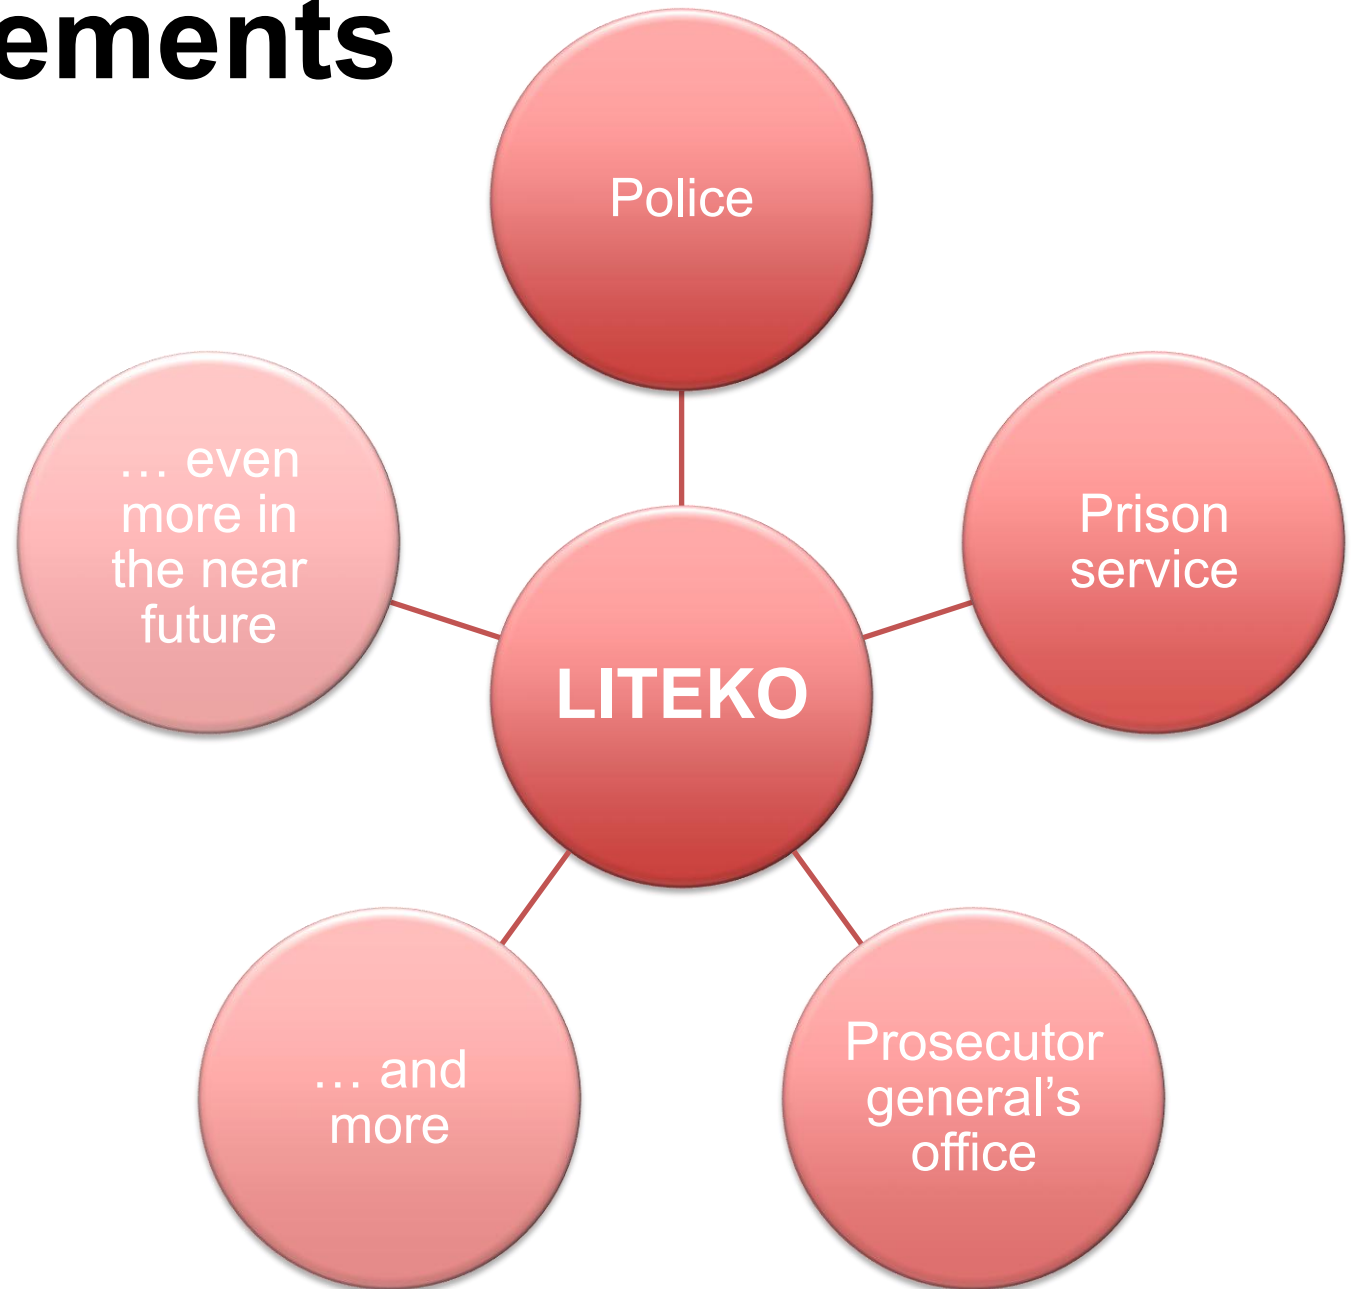 ements
Police
Prison
service
Prosecutor
general’s
office
… and
more
… even
more in
the near
future
LITEKO